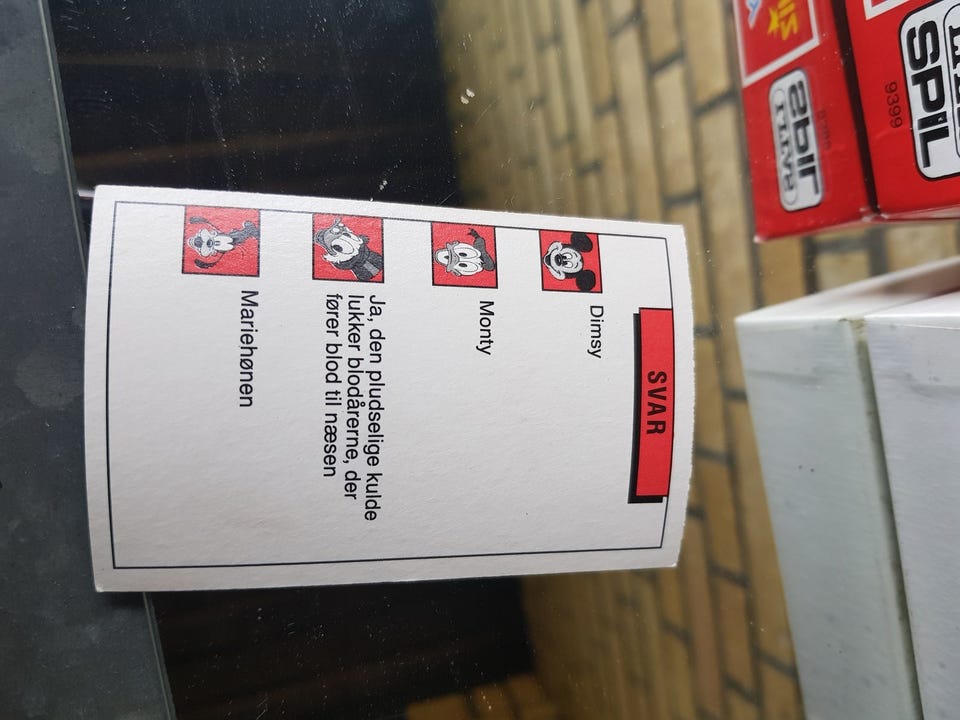 SVAR
Dimsy
Monty
Ja, den pludselige kulde
lukker blodårerne, der
fører blod til næsen
Mariehønen
SPIL
9399